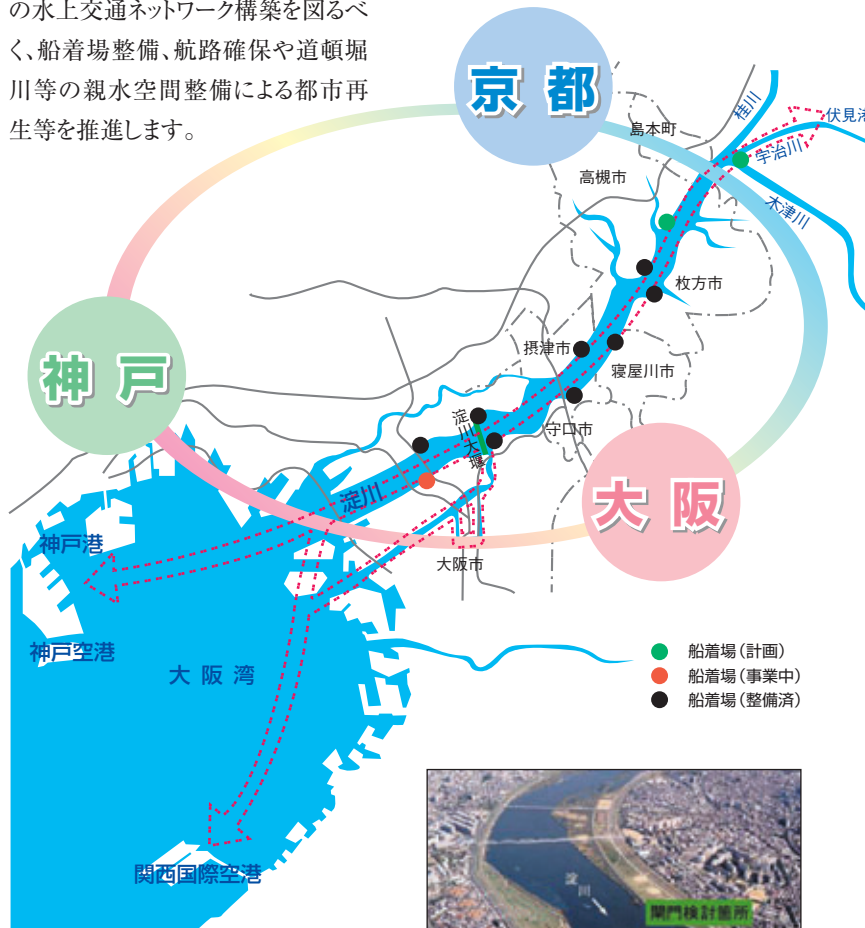 の水上交通ネットワーク構築を図るべ
く、船着場整備、航路確保や道頓堀
川等の親水空間整備による都市再
生等を推進します。
京都
島本町
桂川
伏見港
宇治川
高槻市
木津川
枚方市
摂津市
寝屋川市
神戸
淀川大堰
守口市
大阪
淀川
神戸港
大阪市
神戸空港
大阪湾
船着場(計画)
船着場(事業中)
船着場(整備済)
関西国際空港
淀川
閘門検討箇所